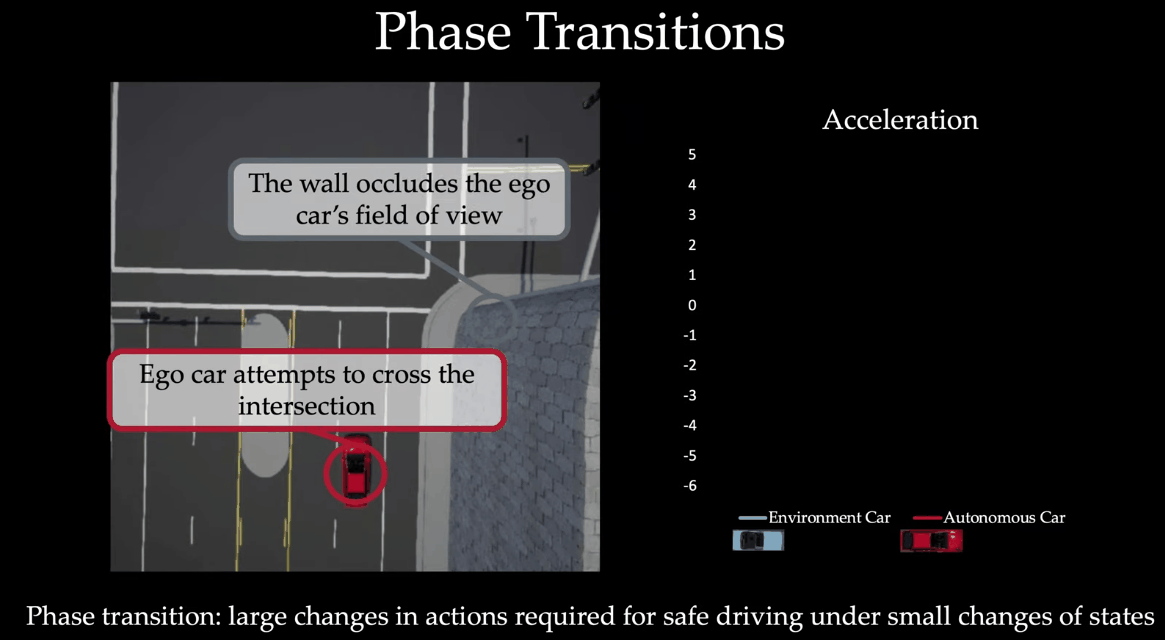 Phase Transitions
The wall occludes the ego
car's field of view
Ego car attempts to cross the
intersection
Acceleration
5
4
3
2
1
0
-1
-2
-3
-4
-5
-6
Environment Car
Autonomous Car
Phase transition: large changes in actions required for safe driving under small changes of states